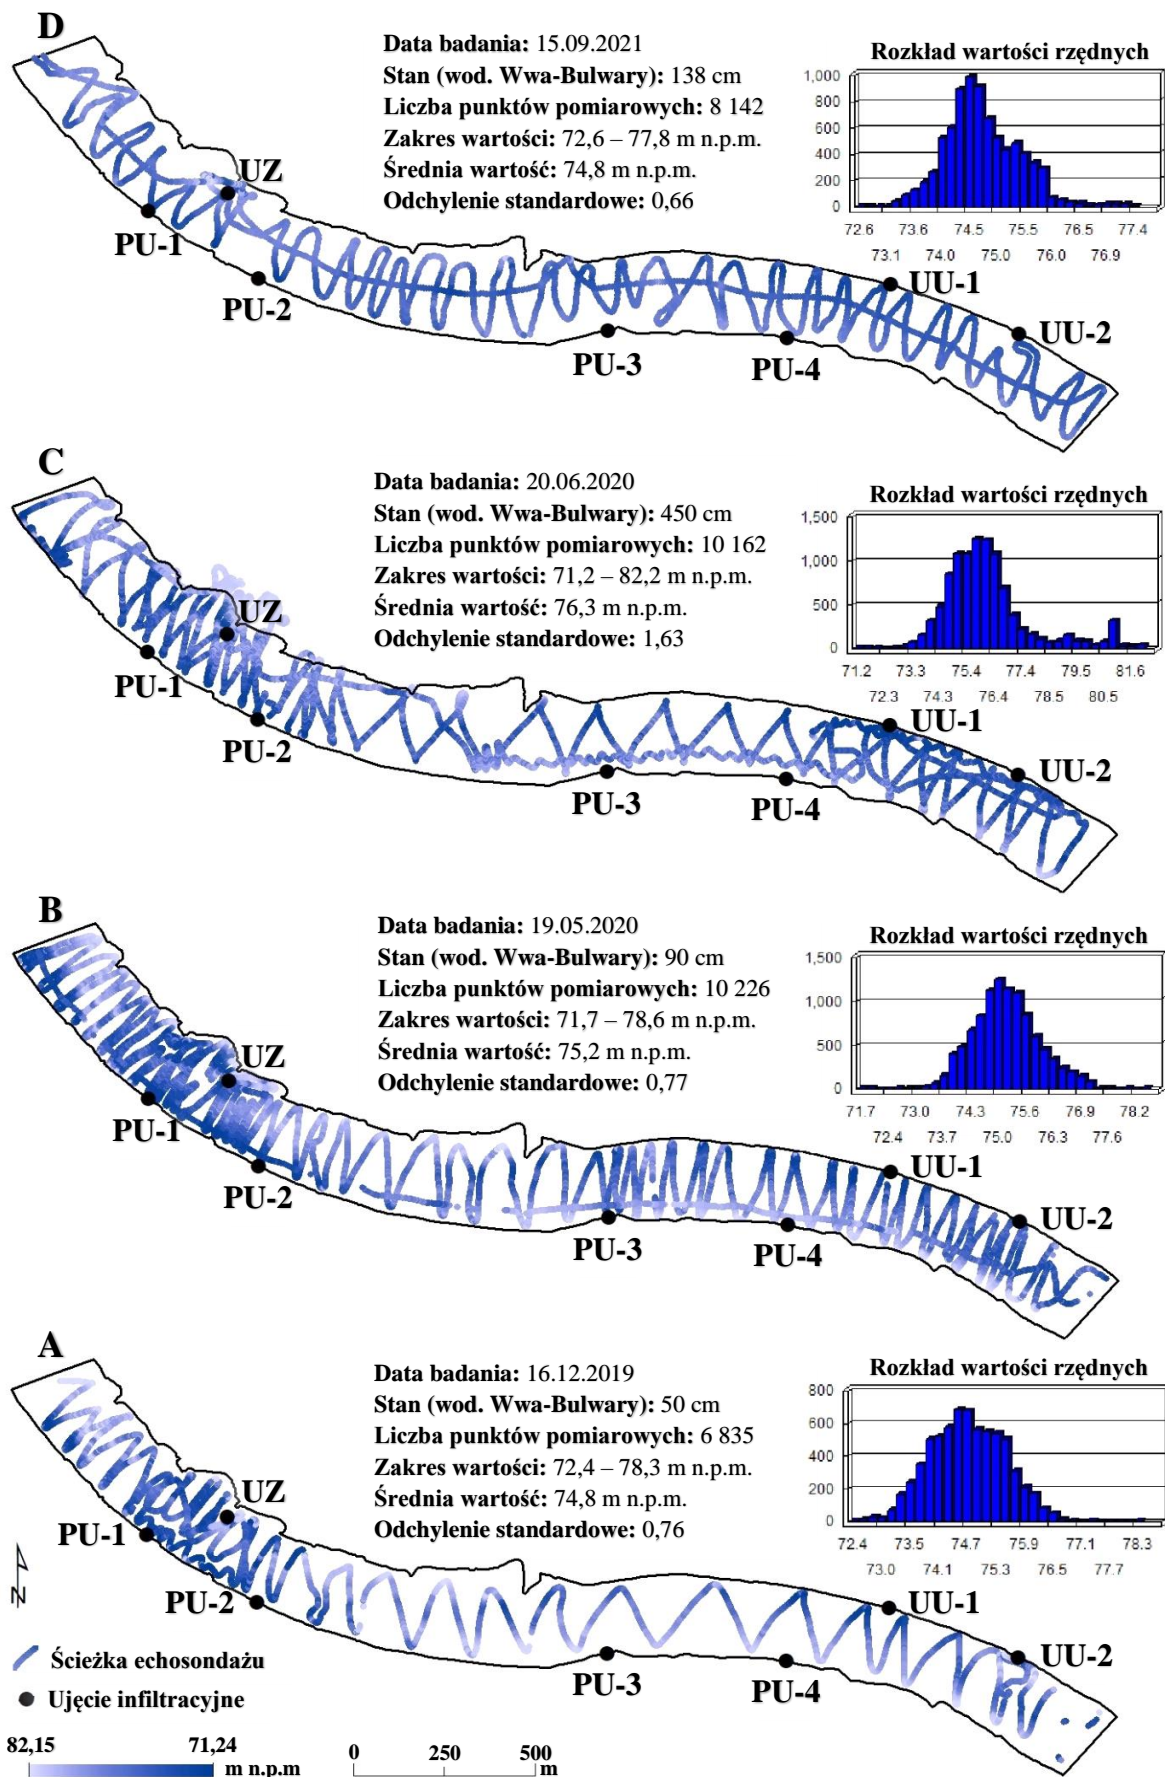 D
Data badania: 15.09.2021
Stan (wod. Wwa-Bulwary): 138 cm
Liczba punktów pomiarowych: 8 142
Zakres wartości: 72,6 – 77,8 m n.p.m.
Średnia wartość: 74,8 m n.p.m.
Odchylenie standardowe: 0,66
Rozkład wartości rzędnych
1,000
800
600
400
200
0
72.6 73.6 74.5 75.5 76.5 77.4
73.1 74.0 75.0 76.0 76.9
UZ
PU-1
PU-2
PU-3
PU-4
UU-1
UU-2
C
Data badania: 20.06.2020
Stan (wod. Wwa-Bulwary): 450 cm
Liczba punktów pomiarowych: 10 162
Zakres wartości: 71,2 – 82,2 m n.p.m.
Średnia wartość: 76,3 m n.p.m.
Odchylenie standardowe: 1,63
Rozkład wartości rzędnych
1,500
1,000
500
0
71.2 73.3 75.4 77.4 79.5 81.6
72.3 74.3 76.4 78.5 80.5
UZ
PU-1
PU-2
PU-3
PU-4
UU-1
UU-2
B
Data badania: 19.05.2020
Stan (wod. Wwa-Bulwary): 90 cm
Liczba punktów pomiarowych: 10 226
Zakres wartości: 71,7 – 78,6 m n.p.m.
Średnia wartość: 75,2 m n.p.m.
Odchylenie standardowe: 0,77
Rozkład wartości rzędnych
1,500
1,000
500
0
71.7 73.0 74.3 75.6 76.9 78.2
72.4 73.7 75.0 76.3 77.6
UZ
PU-1
PU-2
PU-3
PU-4
UU-1
UU-2
A
Data badania: 16.12.2019
Stan (wod. Wwa-Bulwary): 50 cm
Liczba punktów pomiarowych: 6 835
Zakres wartości: 72,4 – 78,3 m n.p.m.
Średnia wartość: 74,8 m n.p.m.
Odchylenie standardowe: 0,76
Rozkład wartości rzędnych
800
600
400
200
0
72.4 73.5 74.7 75.9 77.1 78.3
73.0 74.1 75.3 76.5 77.7
UZ
PU-1
PU-2
PU-3
PU-4
UU-1
UU-2
N
Ścieżka echosondażu
Ujęcie infiltracyjne
82,15 71,24
m n.p.m
0 250 500
m